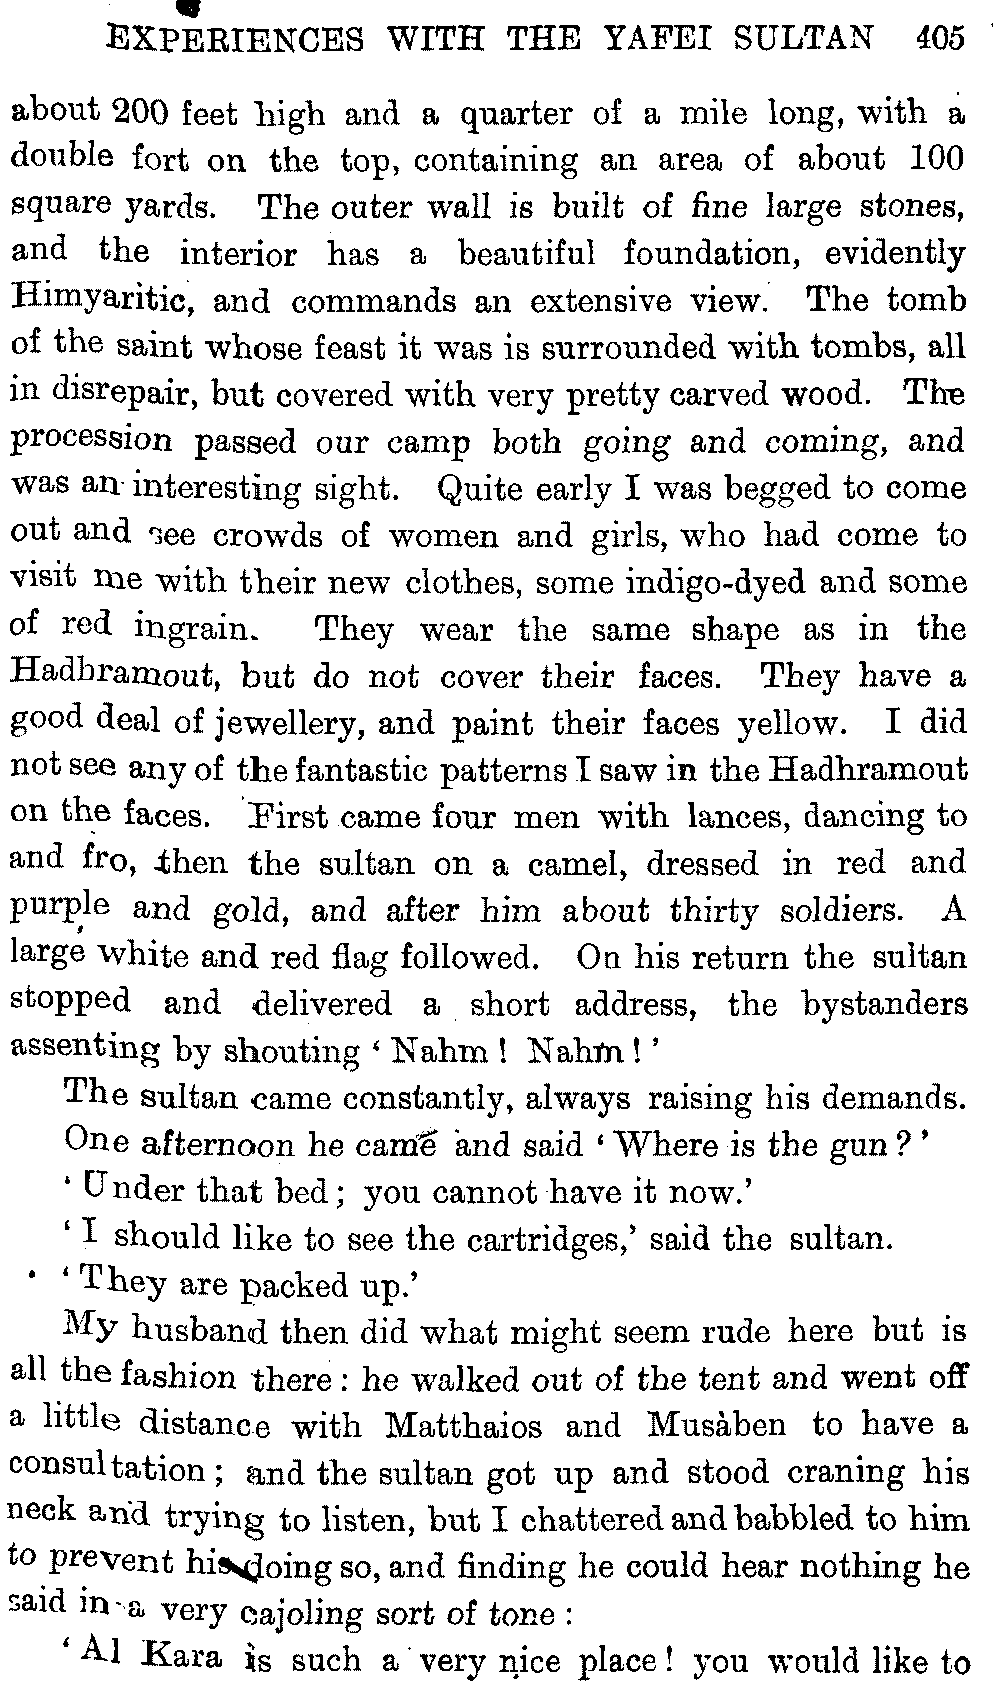 EXPERIENCES WITH THE YAFEI SULTAN 405
about 200 feet high and a quarter of a mile long, with a
double fort on the top, containing an area of about 100
square yards. The outer wall is built of fine large stones,
and the interior has a beautiful foundation, evidently
Himyaritic, and commands an extensive view. The tomb
of the saint whose feast it was is surrounded with tombs, all
in disrepair, but covered with very pretty carved wood. The
procession passed our camp both going and coming, and
was an interesting sight. Quite early I was begged to come
out and see crowds of women and girls, who had come to
visit me with their new clothes, some indigo-dyed and some
of red ingrain. They wear the same shape as in the
Hadhramout, but do not cover their faces. They have a
good deal of jewellery, and paint their faces yellow. I did
not see any of the fantastic patterns I saw in the Hadhramout
on the faces. First came four men with lances, dancing to
and fro, then the sultan on a camel, dressed in red and
purple and gold, and after him about thirty soldiers. A
large white and red flag followed. On his return the sultan
stopped and delivered a short address, the bystanders
assenting by shouting ‘ Nahm ! Nahm ! ’
The sultan came constantly, always raising his demands.
One afternoon he came and said ‘ Where is the gun ? ’
‘ Under that bed ; you cannot have it now.’
‘ I should like to see the cartridges,’ said the sultan.
‘ They are packed up.’
My husband then did what might seem rude here but is
all the fashion there : he walked out of the tent and went off
a little distance with Matthaios and Musàben to have a
consultation ; and the sultan got up and stood craning his
neck and trying to listen, but I chattered and babbled to him
to prevent his doing so, and finding he could hear nothing he
said in a very cajoling sort of tone :
‘ Al Kara is such a very nice place ! you would like to